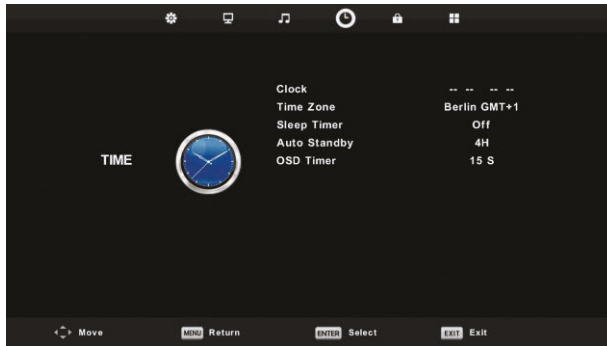 Clock -- -- -- --
Time Zone Berlin GMT+1
Sleep Timer Off
Auto Standby 4H
TIME
OSD Timer 15 S
Move MENU Return ENTER Select EXIT Exit